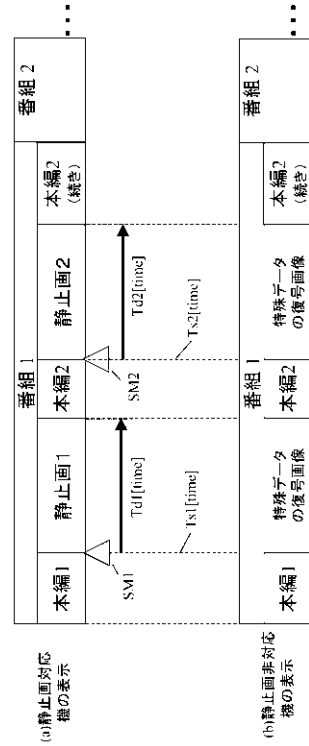 (a)静止画対応
機の表示
番組1
番組2
本編1
静止画1
本編2
静止画2
本編2
(続き)
・・・
SM1
Td1[time]
Ts1[time]
SM2
Td2[time]
Ts2[time]
(b)静止画非対応
機の表示
番組1
番組2
本編1
特殊データ
の復号画像
本編2
特殊データ
の復号画像
本編2
(続き)
・・・